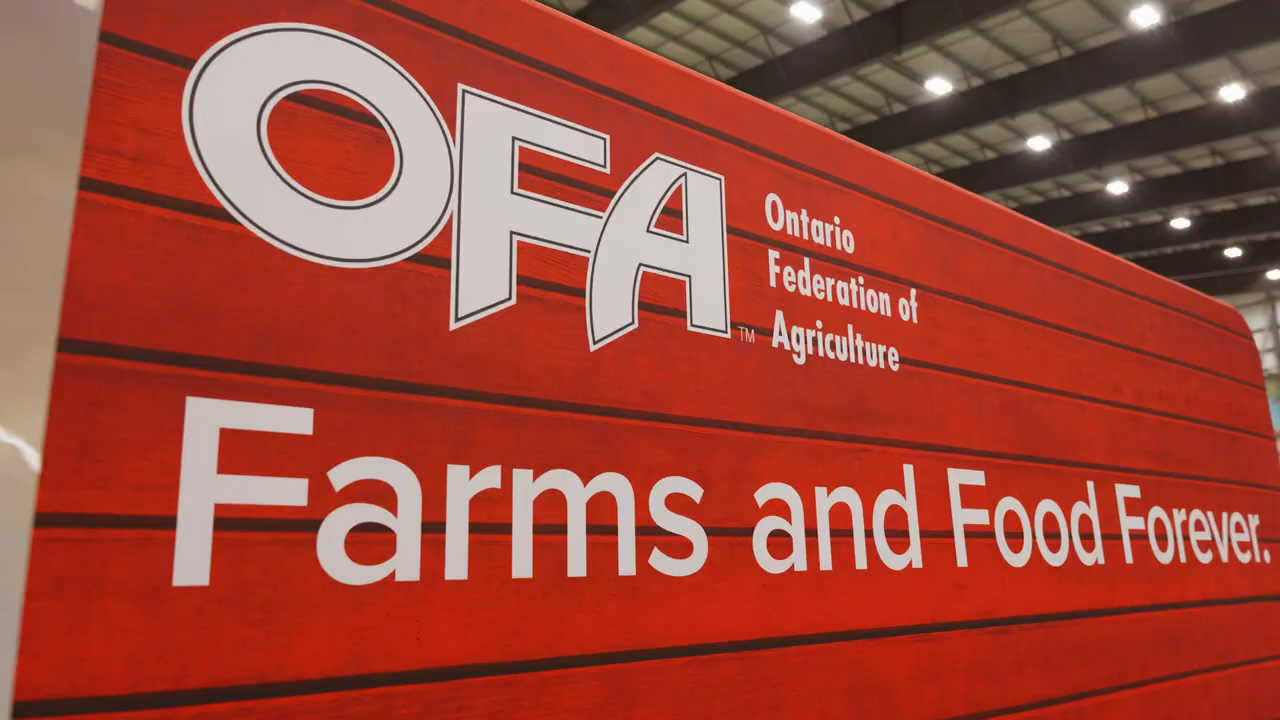 OFA
TM
Ontario
Federation of
Agriculture
Farms and Food Forever.